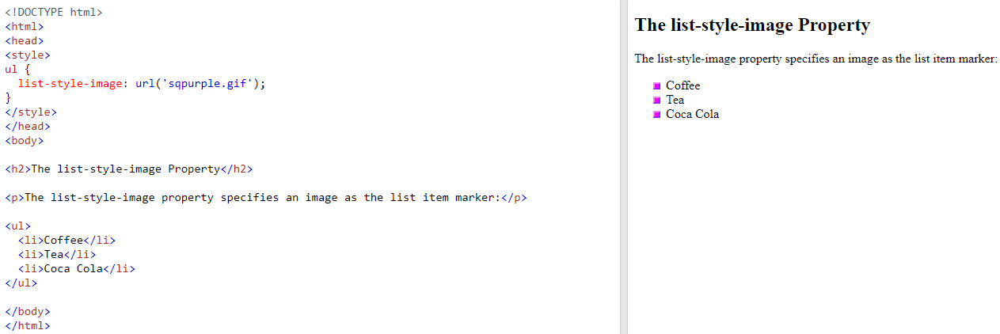 <!DOCTYPE html>
<html>
<head>
<style>
ul {
  list-style-image: url('sqpurple.gif');
}
</style>
</head>
<body>

<h2>The list-style-image Property</h2>

<p>The list-style-image property specifies an image as the list item marker:</p>

<ul>
  <li>Coffee</li>
  <li>Tea</li>
  <li>Coca Cola</li>
</ul>

</body>
</html>
The list-style-image Property
The list-style-image property specifies an image as the list item marker:
Coffee
Tea
Coca Cola